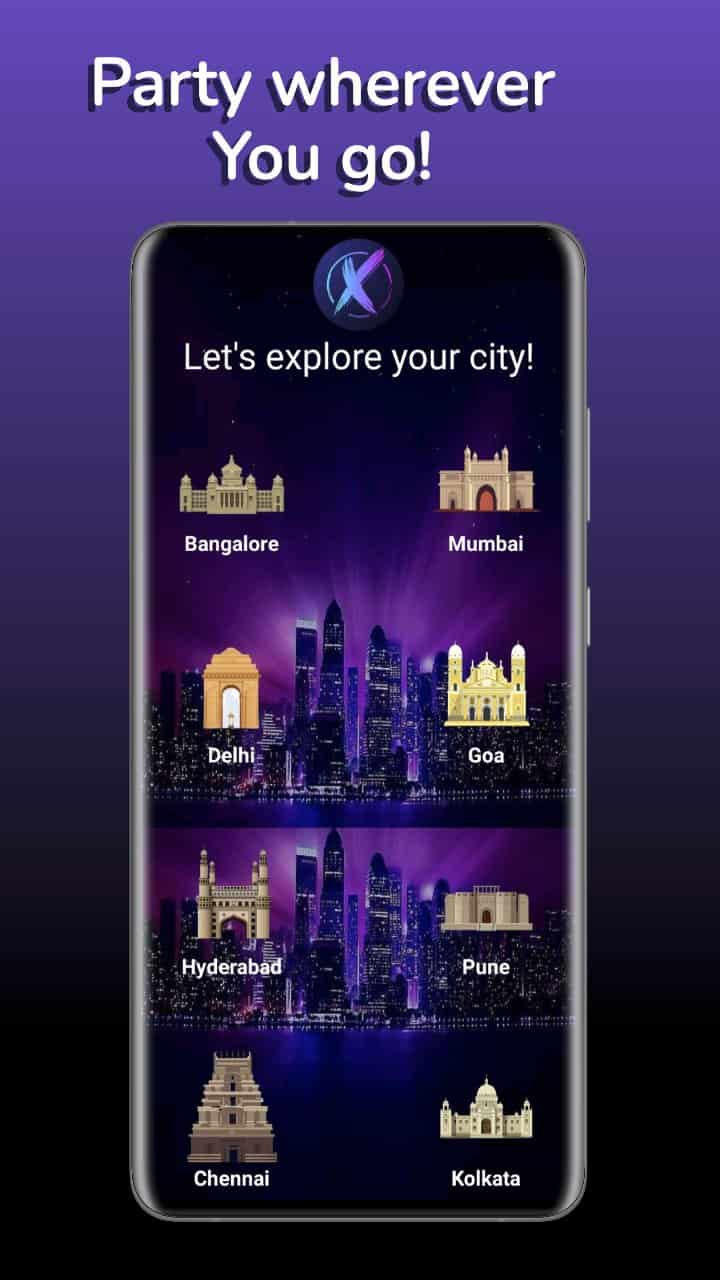 Party wherever
You go!
Let's explore your city!
Bangalore
Mumbai
Delhi
Goa
Hyderabad
Pune
Chennai
Kolkata